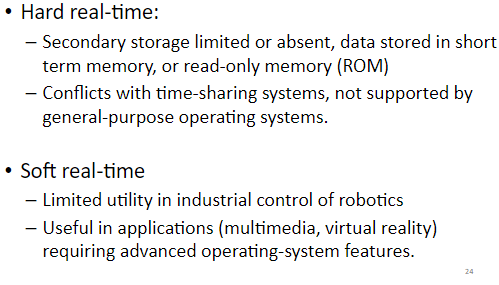 • Hard real-time:
– Secondary storage limited or absent, data stored in short
term memory, or read-only memory (ROM)
– Conflicts with time-sharing systems, not supported by
general-purpose operating systems.
• Soft real-time
– Limited utility in industrial control of robotics
– Useful in applications (multimedia, virtual reality)
requiring advanced operating-system features.
24